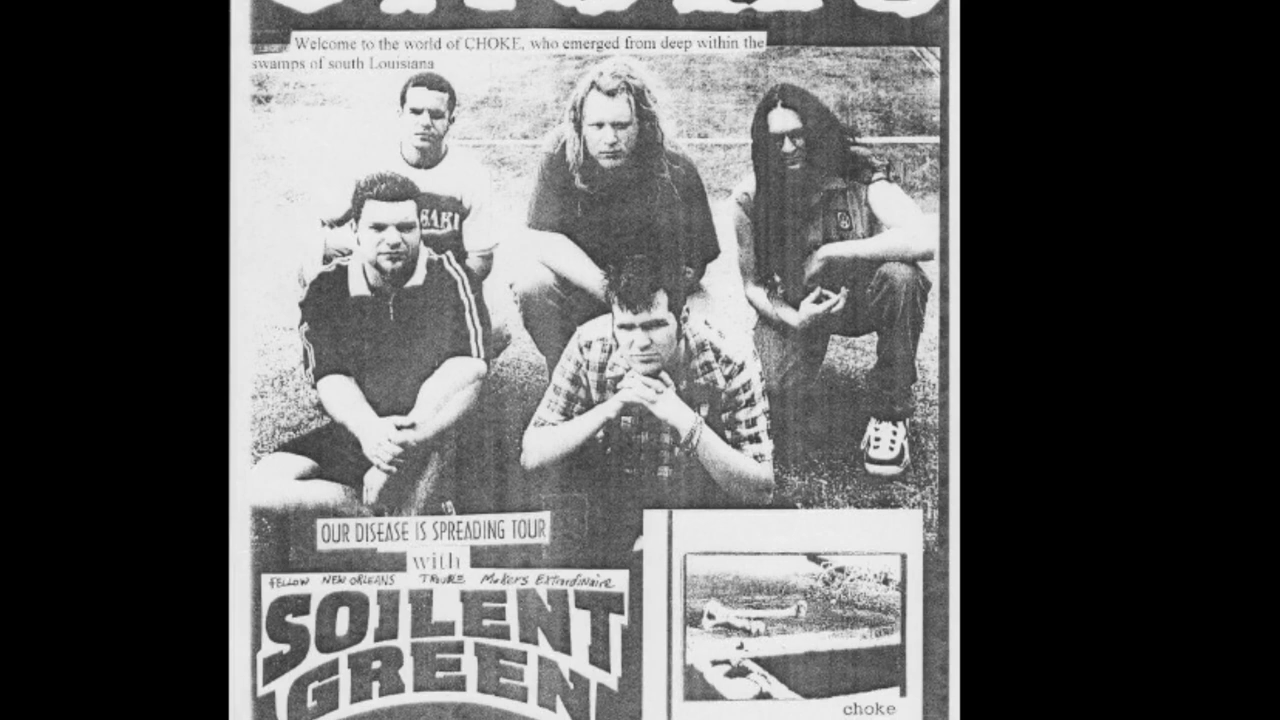 Welcome to the world of CHOKE, who emerged from deep within the
swamps of south Louisiana
SAKI
OUR DISEASE IS SPREADING TOUR
with
FELLOW NEW ORLEANS TROUBLE Makers Extraordinaire
SOILENT
GREEN
choke